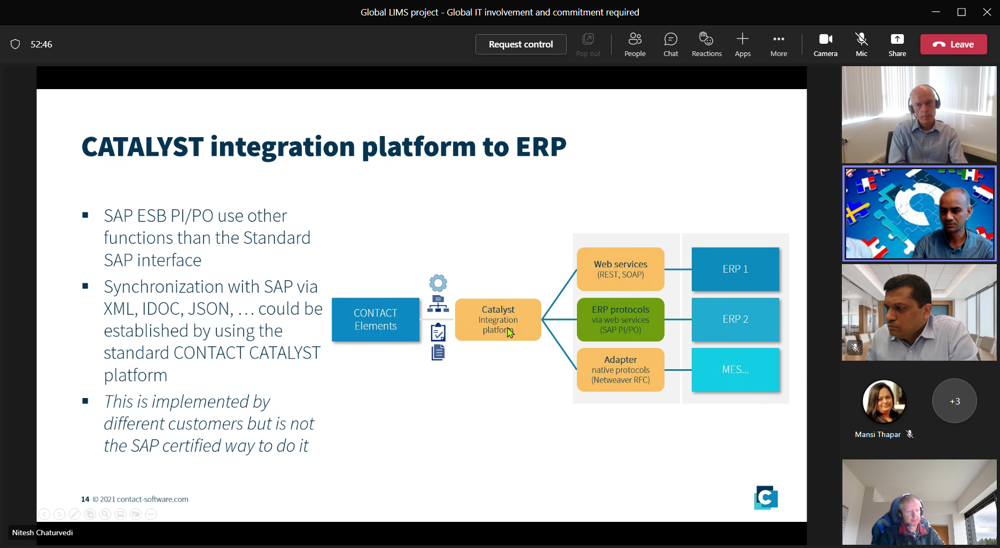 Global LIMS project - Global IT involvement and commitment required
52:46
Request control
Pop out
People
Chat
Reactions
Apps
More
Camera
Mic
Share
Leave
CATALYST integration platform to ERP
SAP ESB PI/PO use other
functions than the Standard
SAP interface
Synchronization with SAP via
XML, IDOC, JSON, … could be
established by using the
standard CONTACT CATALYST
platform
This is implemented by
different customers but is not
the SAP certified way to do it
CONTACT
Elements
Catalyst
Integration
platform
Web services
(REST, SOAP)
ERP protocols
via web services
(SAP PI/PO)
Adapter
native protocols
(Netweaver RFC)
ERP 1
ERP 2
MES...
14 © 2021 contact-software.com
C
Nitesh Chaturvedi
+3
Mansi Thapar